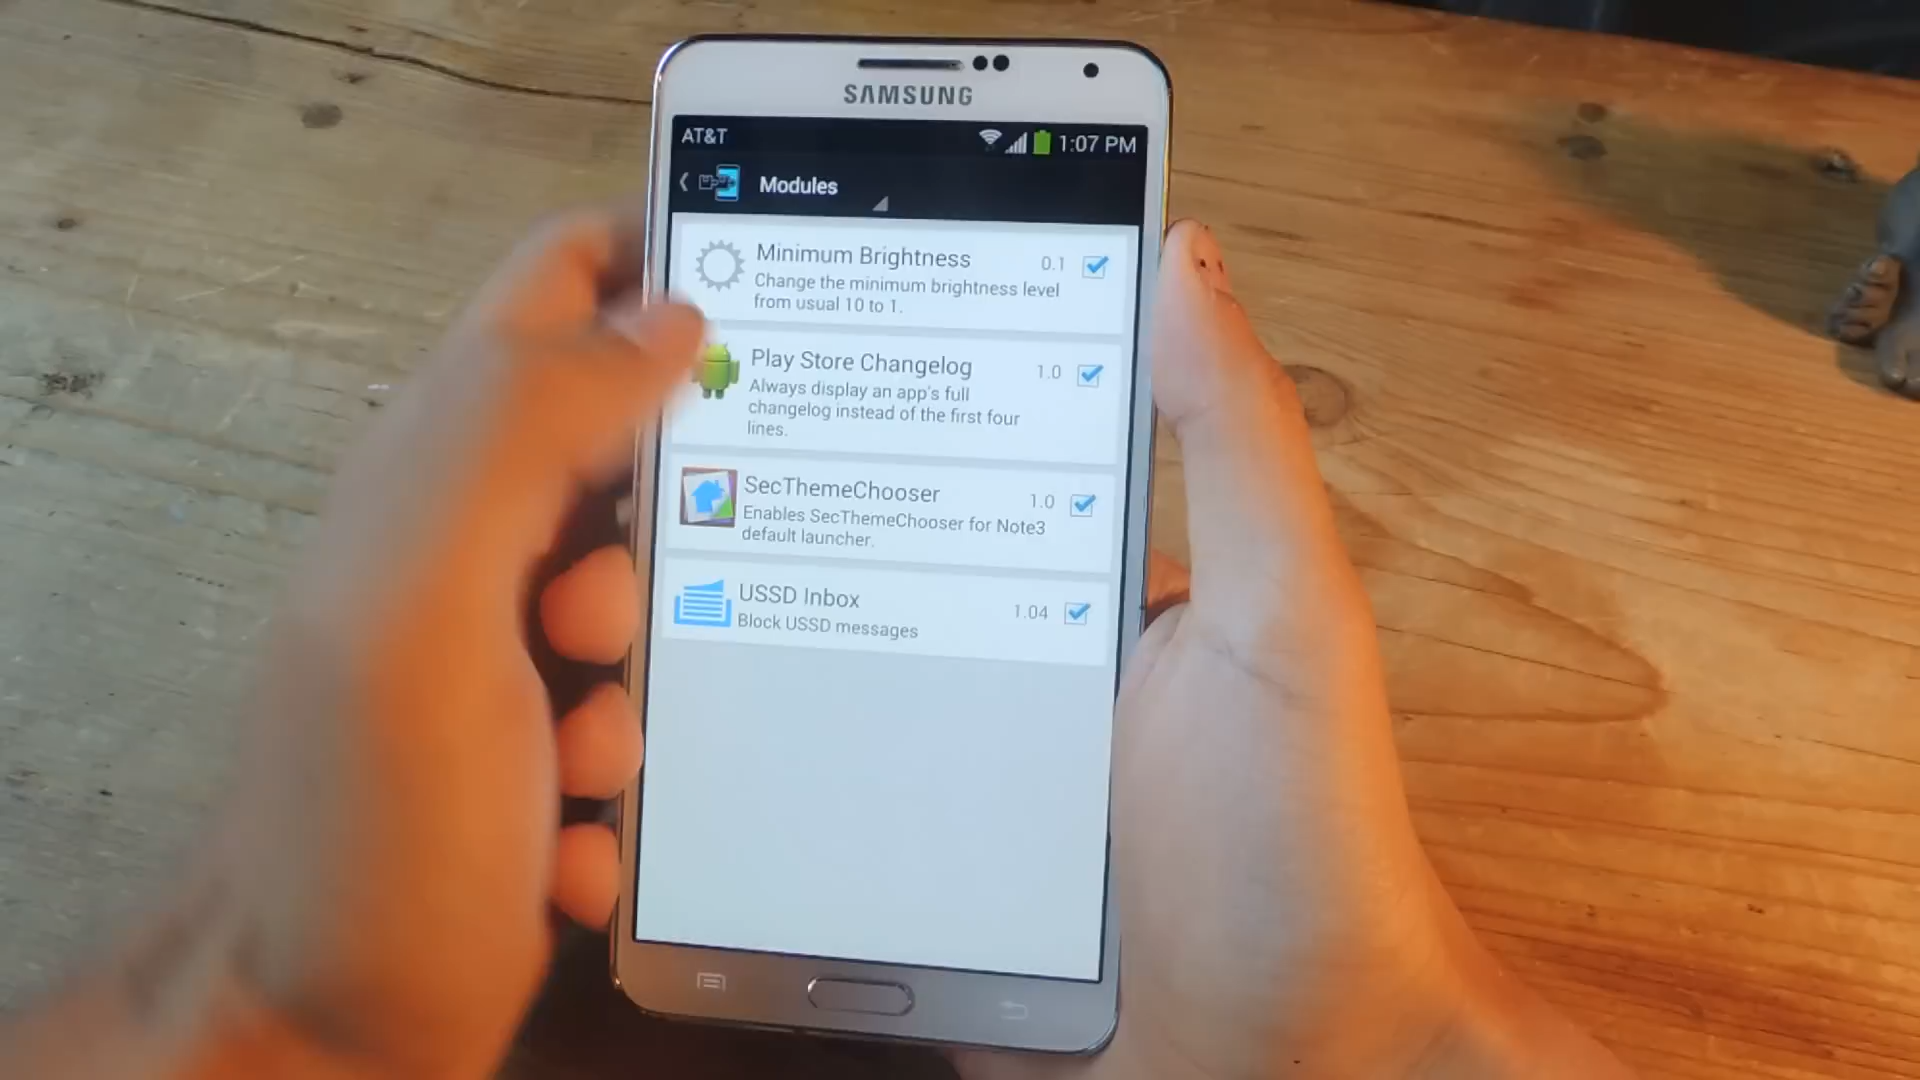 SAMSUNG
AT&T 1:07 PM
Modules
Minimum Brightness 0.1
Change the minimum brightness level
from usual 10 to 1.
Play Store Changelog 1.0
Always display an app's full
changelog instead of the first four
lines.
SecThemeChooser 1.0
Enables SecThemeChooser for Note3
default launcher.
USSD Inbox 1.04
Block USSD messages